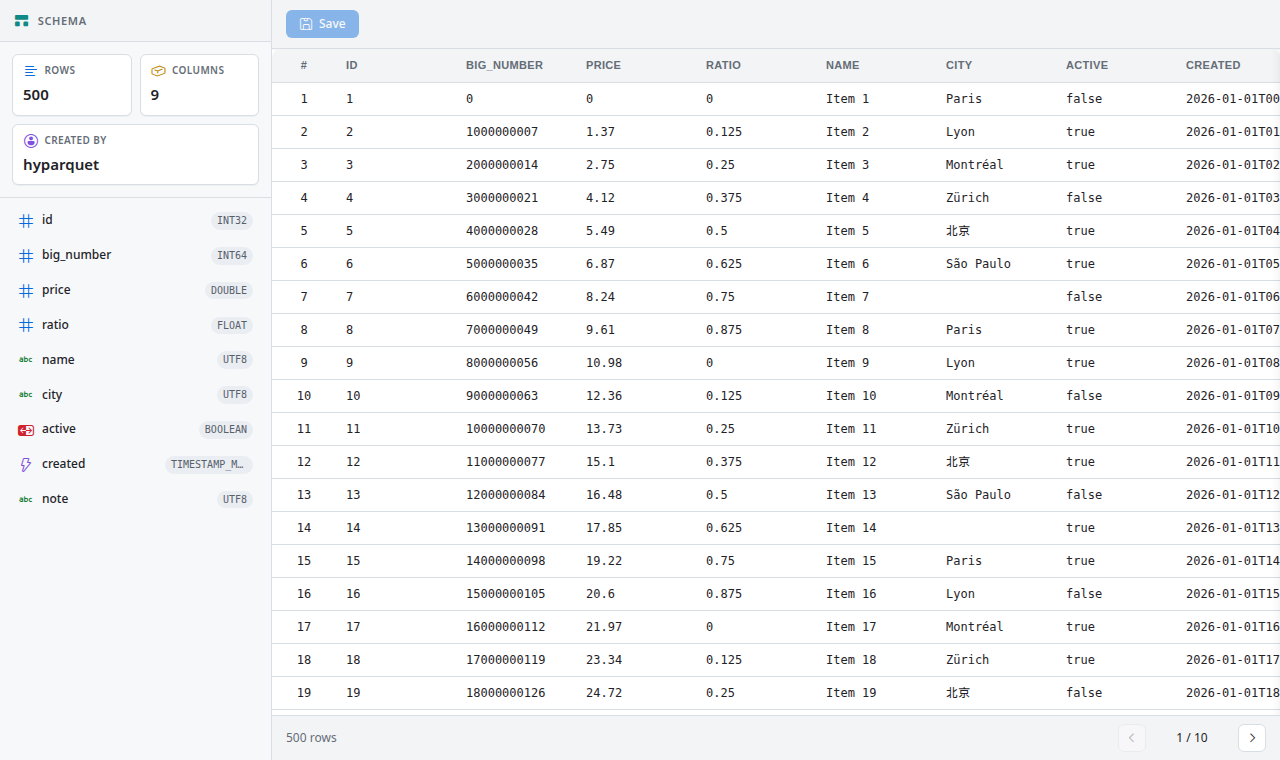 SCHEMA
ROWS
500
COLUMNS
9
CREATED BY
hyparquet
id INT32
big_number INT64
price DOUBLE
ratio FLOAT
abc name UTF8
abc city UTF8
active BOOLEAN
created TIMESTAMP_M…
abc note UTF8
Save
# ID BIG_NUMBER PRICE RATIO NAME CITY ACTIVE CREATED
1 1 0 0 0 Item 1 Paris false 2026-01-01T00
2 2 1000000007 1.37 0.125 Item 2 Lyon true 2026-01-01T01
3 3 2000000014 2.75 0.25 Item 3 Montréal true 2026-01-01T02
4 4 3000000021 4.12 0.375 Item 4 Zürich false 2026-01-01T03
5 5 4000000028 5.49 0.5 Item 5 北京 true 2026-01-01T04
6 6 5000000035 6.87 0.625 Item 6 São Paulo true 2026-01-01T05
7 7 6000000042 8.24 0.75 Item 7 false 2026-01-01T06
8 8 7000000049 9.61 0.875 Item 8 Paris true 2026-01-01T07
9 9 8000000056 10.98 0 Item 9 Lyon true 2026-01-01T08
10 10 9000000063 12.36 0.125 Item 10 Montréal false 2026-01-01T09
11 11 10000000070 13.73 0.25 Item 11 Zürich true 2026-01-01T10
12 12 11000000077 15.1 0.375 Item 12 北京 true 2026-01-01T11
13 13 12000000084 16.48 0.5 Item 13 São Paulo false 2026-01-01T12
14 14 13000000091 17.85 0.625 Item 14 true 2026-01-01T13
15 15 14000000098 19.22 0.75 Item 15 Paris true 2026-01-01T14
16 16 15000000105 20.6 0.875 Item 16 Lyon false 2026-01-01T15
17 17 16000000112 21.97 0 Item 17 Montréal true 2026-01-01T16
18 18 17000000119 23.34 0.125 Item 18 Zürich true 2026-01-01T17
19 19 18000000126 24.72 0.25 Item 19 北京 false 2026-01-01T18
500 rows
1 / 10